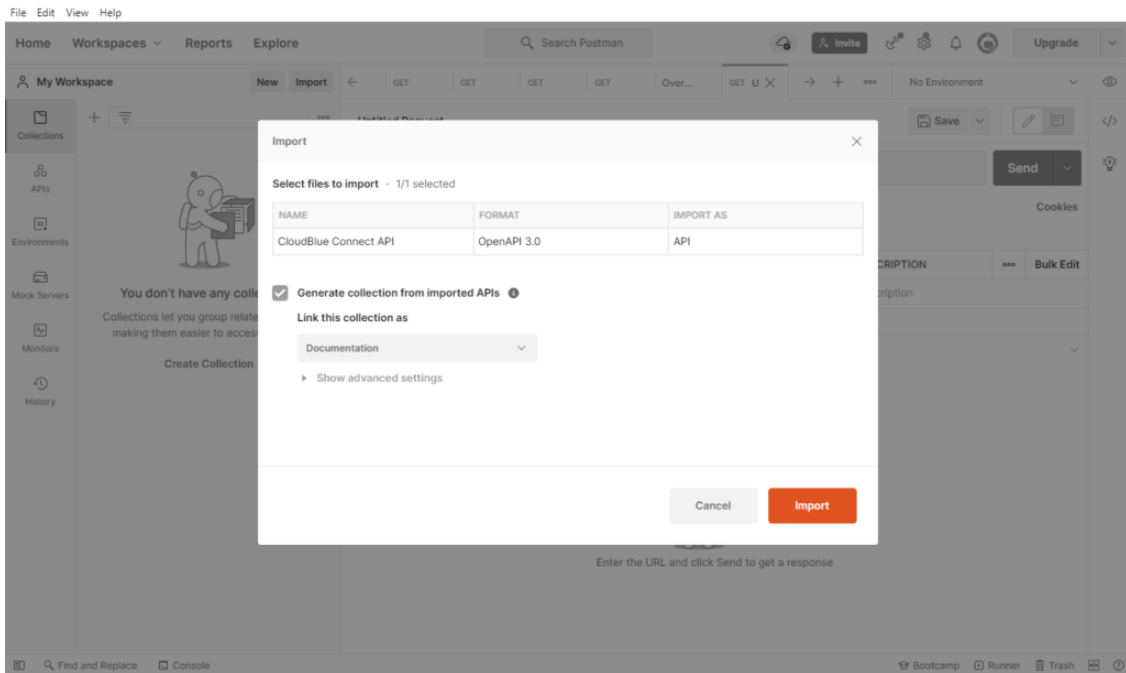 File Edit View Help
Home Workspaces Reports Explore Search Postman Invite Upgrade
My Workspace New Import GET GET GET GET Over... GET U No Environment
Collections
APIs
Environments
Mock Servers
Monitors
History
You don't have any colle
Collections let you group relate
making them easier to access
Create Collection
Untitled Request
Save
Send
Cookies
CRIPTION Bulk Edit
cription
Import
Select files to import · 1/1 selected
NAME FORMAT IMPORT AS
CloudBlue Connect API OpenAPI 3.0 API
Generate collection from imported APIs
Link this collection as
Documentation
Show advanced settings
Cancel Import
Enter the URL and click Send to get a response
Find and Replace Console Bootcamp Runner Trash